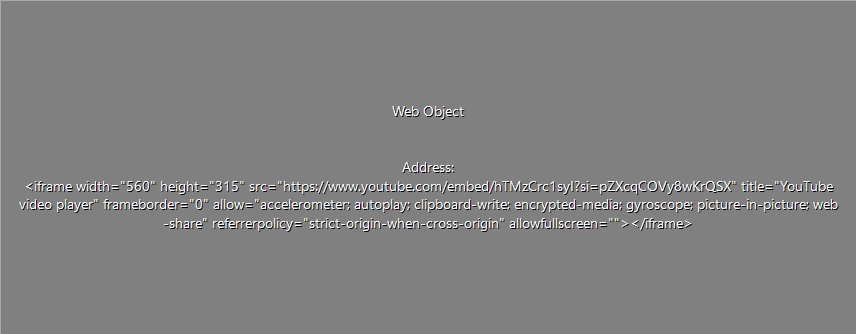 Web Object
Address:
<iframe width="560" height="315" src="https://www.youtube.com/embed/hTMzCrc1syI?si=pZXcqCOVy8wKrQSX" title="YouTube
video player" frameborder="0" allow="accelerometer; autoplay; clipboard-write; encrypted-media; gyroscope; picture-in-picture; web
-share" referrerpolicy="strict-origin-when-cross-origin" allowfullscreen=""></iframe>